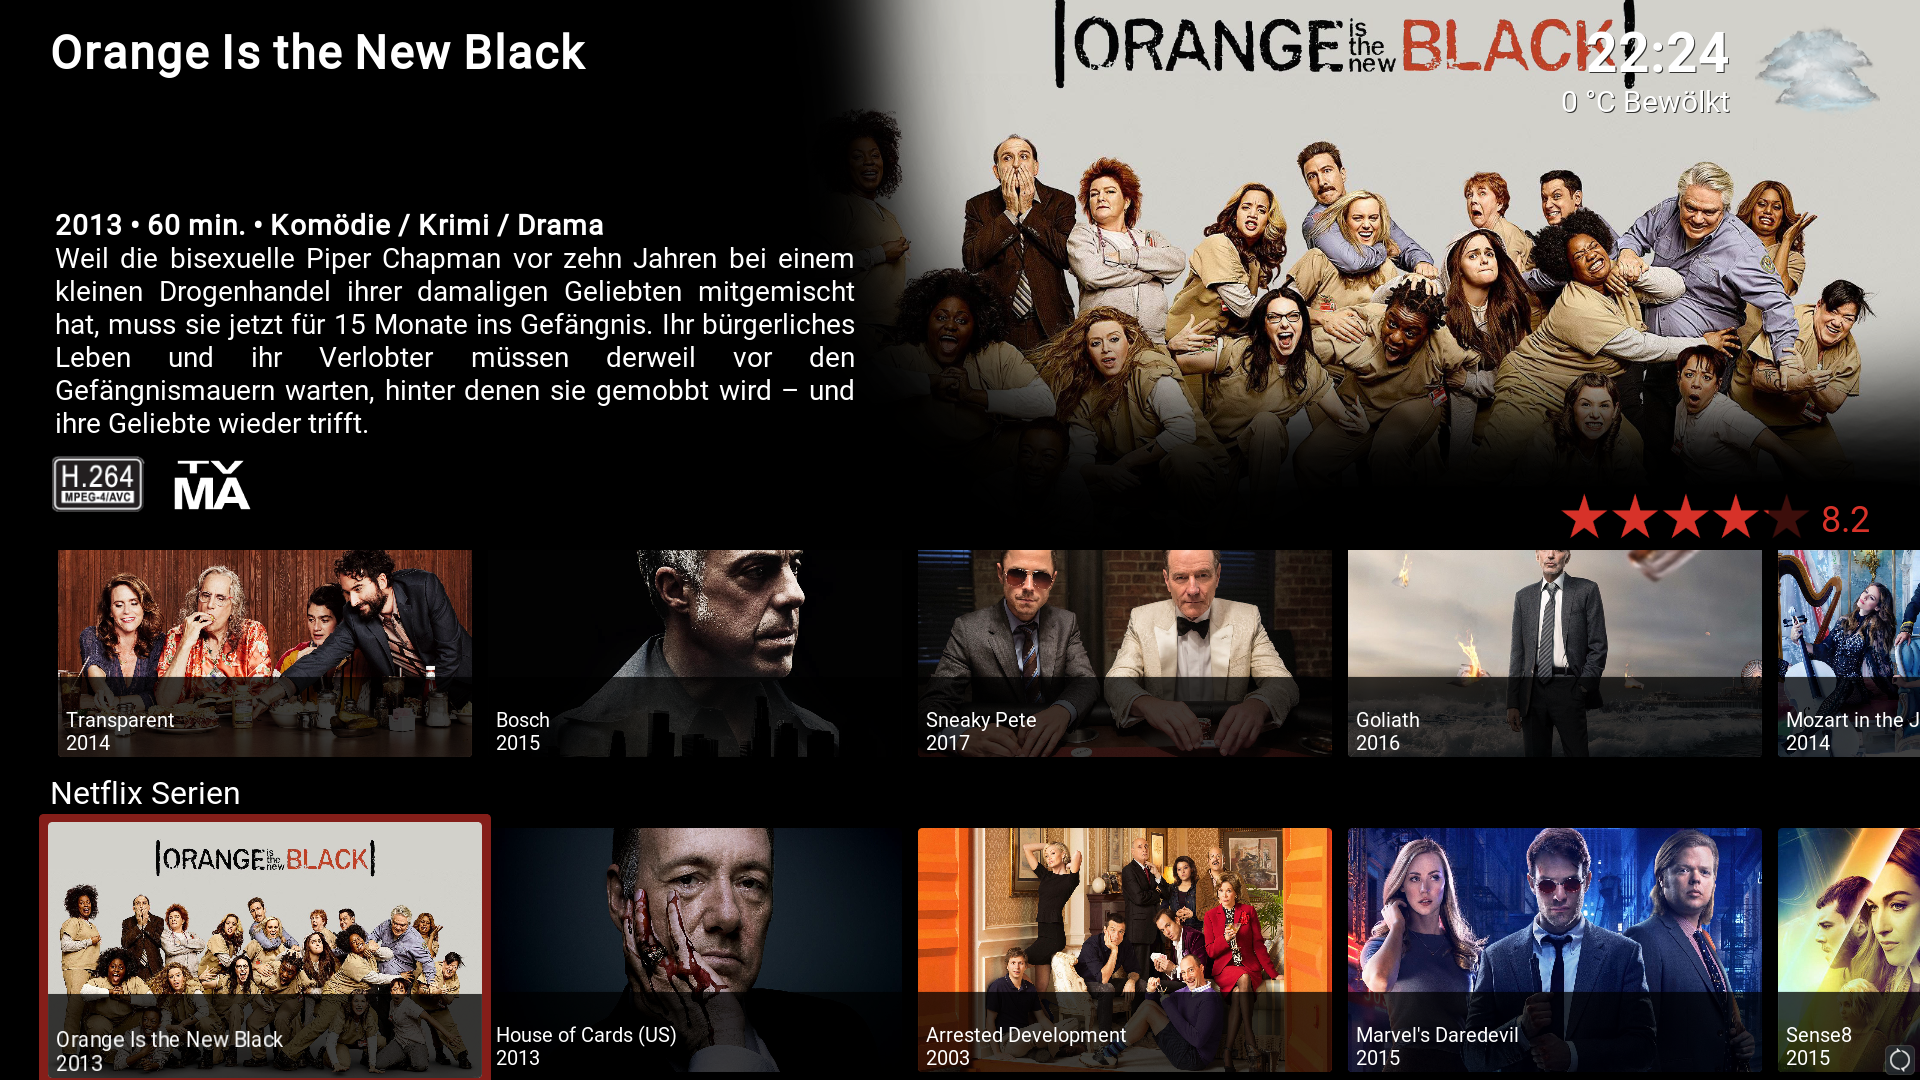 Orange Is the New Black
|ORANGE is the new BLACK|
22:24
0 °C Bewölkt
2013 • 60 min. • Komödie / Krimi / Drama
Weil die bisexuelle Piper Chapman vor zehn Jahren bei einem
kleinen Drogenhandel ihrer damaligen Geliebten mitgemischt
hat, muss sie jetzt für 15 Monate ins Gefängnis. Ihr bürgerliches
Leben und ihr Verlobter müssen derweil vor den
Gefängnismauern warten, hinter denen sie gemobbt wird – und
ihre Geliebte wieder trifft.
H.264
MPEG-4/AVC
TV
MA
8.2
Transparent
2014
Bosch
2015
Sneaky Pete
2017
Goliath
2016
Mozart in the J
2014
Netflix Serien
|ORANGE is the new BLACK|
Orange Is the New Black
2013
House of Cards (US)
2013
Arrested Development
2003
Marvel's Daredevil
2015
Sense8
2015